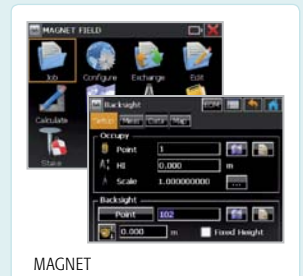 MAGNET FIELD
Job
Configure
Exchange
Edit
Calculate
Stake
Backsight
EDM
Setup Meas Data Map
Occupy
Point 1
HI 0.000 m
Scale 1.000000000 ...
Backsight
Point 102
0.000 m Fixed Height
MAGNET